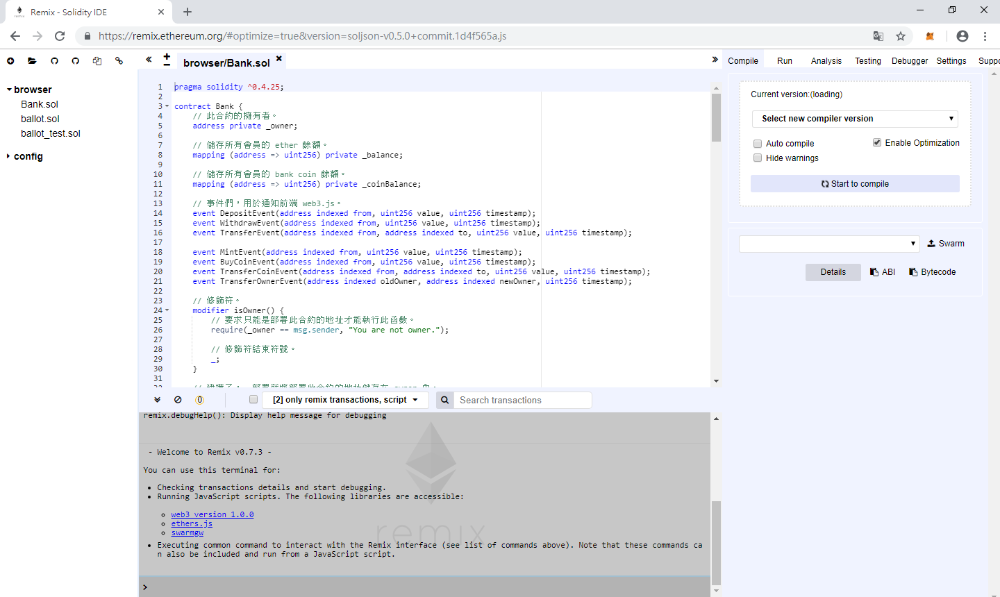 Remix - Solidity IDE
https://remix.ethereum.org/#optimize=true&version=soljson-v0.5.0+commit.1d4f565a.js
browser/Bank.sol
Compile
Run
Analysis
Testing
Debugger
Settings
Suppo
browser
Bank.sol
ballot.sol
ballot_test.sol
config
1 pragma solidity ^0.4.25;
2
3 contract Bank {
4 // 此合約的擁有者。
5 address private _owner;
6
7 // 儲存所有會員的 ether 餘額。
8 mapping (address => uint256) private _balance;
9
10 // 儲存所有會員的 bank coin 餘額。
11 mapping (address => uint256) private _coinBalance;
12
13 // 事件們，用於通知前端 web3.js。
14 event DepositEvent(address indexed from, uint256 value, uint256 timestamp);
15 event WithdrawEvent(address indexed from, uint256 value, uint256 timestamp);
16 event TransferEvent(address indexed from, address indexed to, uint256 value, uint256 timestamp);
17
18 event MintEvent(address indexed from, uint256 value, uint256 timestamp);
19 event BuyCoinEvent(address indexed from, uint256 value, uint256 timestamp);
20 event TransferCoinEvent(address indexed from, address indexed to, uint256 value, uint256 timestamp);
21 event TransferOwnerEvent(address indexed oldOwner, address indexed newOwner, uint256 timestamp);
22
23 // 修飾符。
24 modifier isOwner() {
25 // 要求只能是部署此合約的地址才能執行此函數。
26 require(_owner == msg.sender, "You are not owner.");
27
28 // 修飾符結束符號。
29 _;
30 }
31
Current version:(loading)
Select new compiler version
Auto compile
Enable Optimization
Hide warnings
Start to compile
Swarm
Details
ABI
Bytecode
0
[2] only remix transactions, script
Search transactions
remix.debugHelp(): Display help message for debugging
- Welcome to Remix v0.7.3 -
You can use this terminal for:
• Checking transactions details and start debugging.
• Running JavaScript scripts. The following libraries are accessible:
web3 version 1.0.0
ethers.js
swarmgw
• Executing common command to interact with the Remix interface (see list of commands above). Note that these commands ca
n also be included and run from a JavaScript script.
remix
>